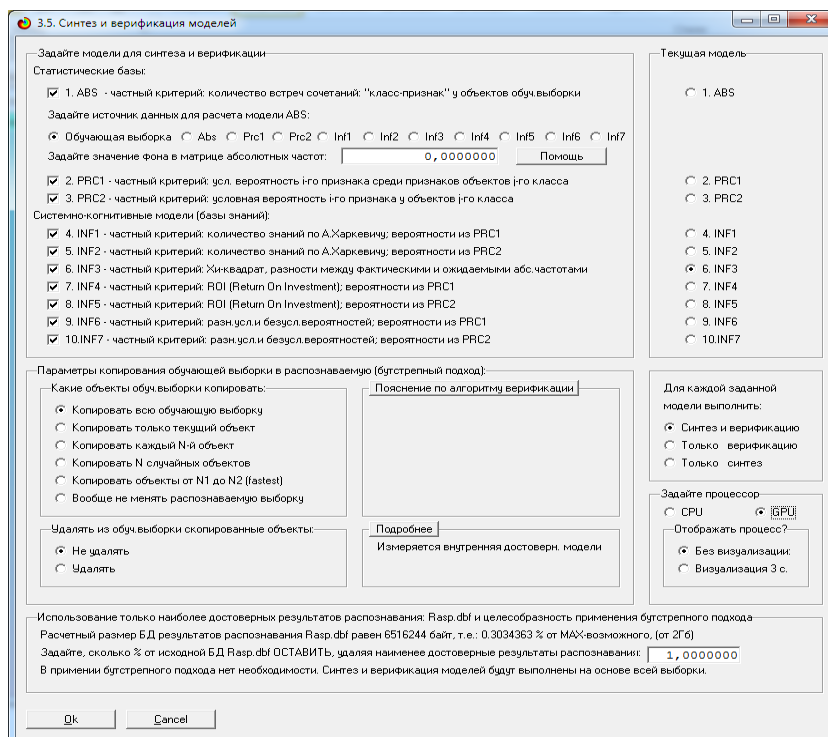 3.5. Синтез и верификация моделей
Задайте модели для синтеза и верификации
Статистические базы:
1. ABS - частный критерий: количество встреч сочетаний: "класс-признак" у объектов обуч.выборки
Задайте источник данных для расчета модели ABS:
Обучающая выборка Abs Prc1 Prc2 Inf1 Inf2 Inf3 Inf4 Inf5 Inf6 Inf7
Задайте значение фона в матрице абсолютных частот: 0,0000000 Помощь
2. PRC1 - частный критерий: усл. вероятность i-го признака среди признаков объектов j-го класса
3. PRC2 - частный критерий: условная вероятность i-го признака у объектов j-го класса
Системно-когнитивные модели (базы знаний):
4. INF1 - частный критерий: количество знаний по А.Харкевичу; вероятности из PRC1
5. INF2 - частный критерий: количество знаний по А.Харкевичу; вероятности из PRC2
6. INF3 - частный критерий: Хи-квадрат, разности между фактическими и ожидаемыми абс.частотами
7. INF4 - частный критерий: ROI (Return On Investment); вероятности из PRC1
8. INF5 - частный критерий: ROI (Return On Investment); вероятности из PRC2
9. INF6 - частный критерий: разн.усл.и безусл.вероятностей; вероятности из PRC1
10.INF7 - частный критерий: разн.усл.и безусл.вероятностей; вероятности из PRC2
Текущая модель
1. ABS
2. PRC1
3. PRC2
4. INF1
5. INF2
6. INF3
7. INF4
8. INF5
9. INF6
10.INF7
Параметры копирования обучающей выборки в распознаваемую (бутстрепный подход):
Какие объекты обуч.выборки копировать:
Копировать всю обучающую выборку
Копировать только текущий объект
Копировать каждый N-й объект
Копировать N случайных объектов
Копировать объекты от N1 до N2 (fastest)
Вообще не менять распознаваемую выборку
Пояснение по алгоритму верификации
Удалять из обуч.выборки скопированные объекты:
Не удалять
Удалять
Подробнее
Измеряется внутренняя достоверн. модели
Для каждой заданной
модели выполнить:
Синтез и верификацию
Только верификацию
Только синтез
Задайте процессор
CPU GPU
Отображать процесс?
Без визуализации:
Визуализация 3 с.
Использование только наиболее достоверных результатов распознавания: Rasp.dbf и целесообразность применения бутстрепного подхода
Расчетный размер БД результатов распознавания Rasp.dbf равен 6516244 байт, т.е.: 0.3034363 % от MAX-возможного, (от 2Гб)
Задайте, сколько % от исходной БД Rasp.dbf ОСТАВИТЬ, удаляя наименее достоверные результаты распознавания: 1,0000000
В примении бутстрепного подхода нет необходимости. Синтез и верификация моделей будут выполнены на основе всей выборки.
Ok Cancel